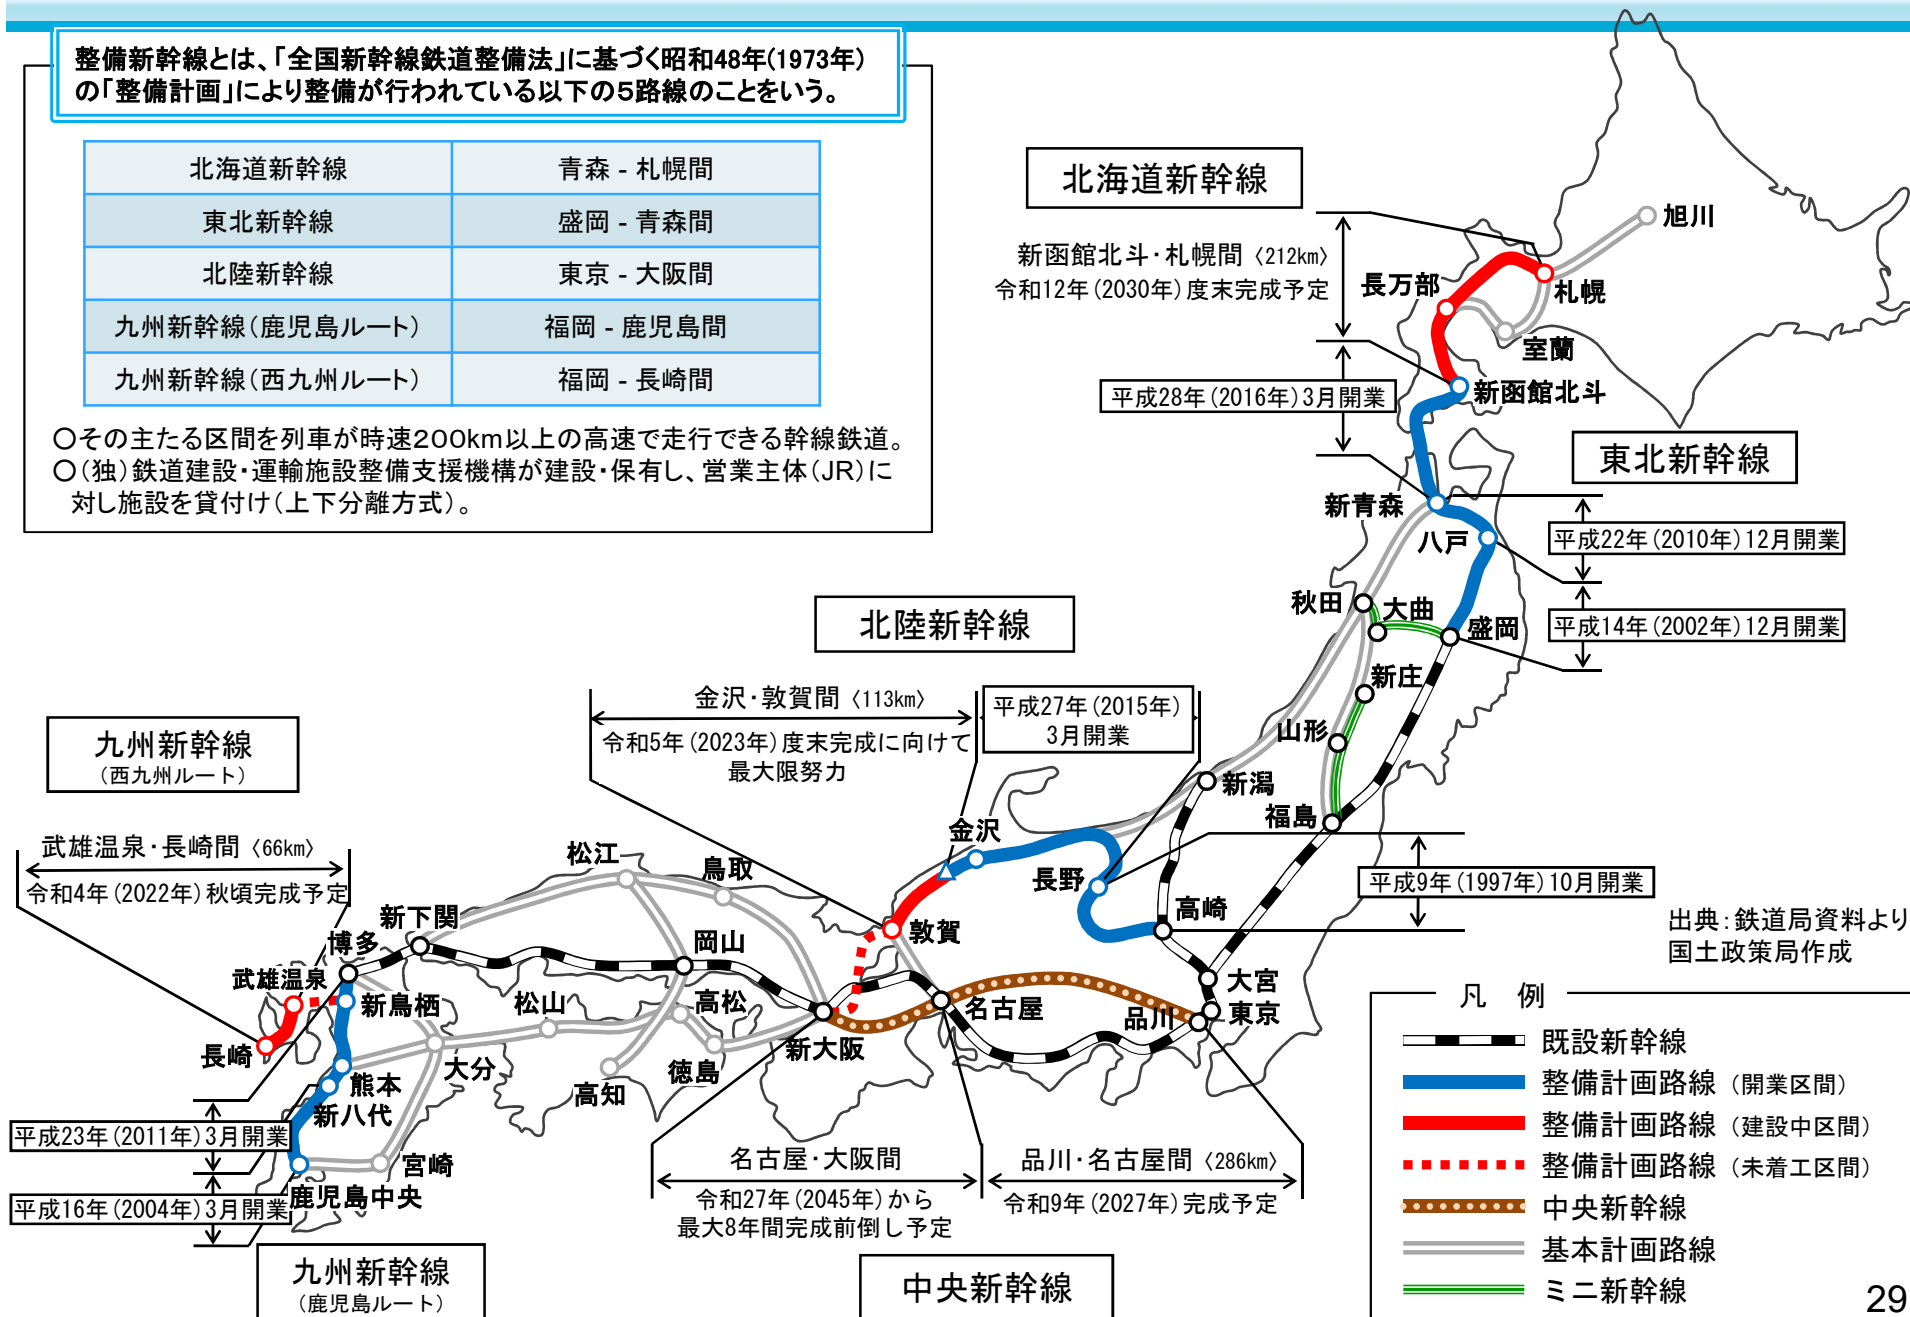 整備新幹線とは、「全国新幹線鉄道整備法」に基づく昭和48年(1973年)
の「整備計画」により整備が行われている以下の5路線のことをいう。
北海道新幹線 青森 - 札幌間
東北新幹線 盛岡 - 青森間
北陸新幹線 東京 - 大阪間
九州新幹線(鹿児島ルート) 福岡 - 鹿児島間
九州新幹線(西九州ルート) 福岡 - 長崎間
○その主たる区間を列車が時速200km以上の高速で走行できる幹線鉄道。
○(独)鉄道建設・運輸施設整備支援機構が建設・保有し、営業主体(JR)に
対し施設を貸付け(上下分離方式)。
北海道新幹線
新函館北斗・札幌間〈212km〉
令和12年(2030年)度末完成予定
平成28年(2016年)3月開業
旭川
札幌
長万部
室蘭
新函館北斗
東北新幹線
新青森
八戸
平成22年(2010年)12月開業
平成14年(2002年)12月開業
秋田
大曲
盛岡
新庄
山形
福島
新潟
北陸新幹線
金沢・敦賀間〈113km〉
令和5年(2023年)度末完成に向けて
最大限努力
平成27年(2015年)
3月開業
平成9年(1997年)10月開業
金沢
長野
高崎
敦賀
大宮
東京
品川
名古屋
新大阪
九州新幹線
(西九州ルート)
武雄温泉・長崎間〈66km〉
令和4年(2022年)秋頃完成予定
松江
鳥取
新下関
岡山
博多
武雄温泉
新鳥栖
松山
高松
長崎
熊本
大分
高知
徳島
新八代
宮崎
鹿児島中央
平成23年(2011年)3月開業
平成16年(2004年)3月開業
九州新幹線
(鹿児島ルート)
名古屋・大阪間
令和27年(2045年)から
最大8年間完成前倒し予定
品川・名古屋間〈286km〉
令和9年(2027年)完成予定
中央新幹線
出典:鉄道局資料より
国土政策局作成
凡 例
既設新幹線
整備計画路線(開業区間)
整備計画路線(建設中区間)
整備計画路線(未着工区間)
中央新幹線
基本計画路線
ミニ新幹線
29